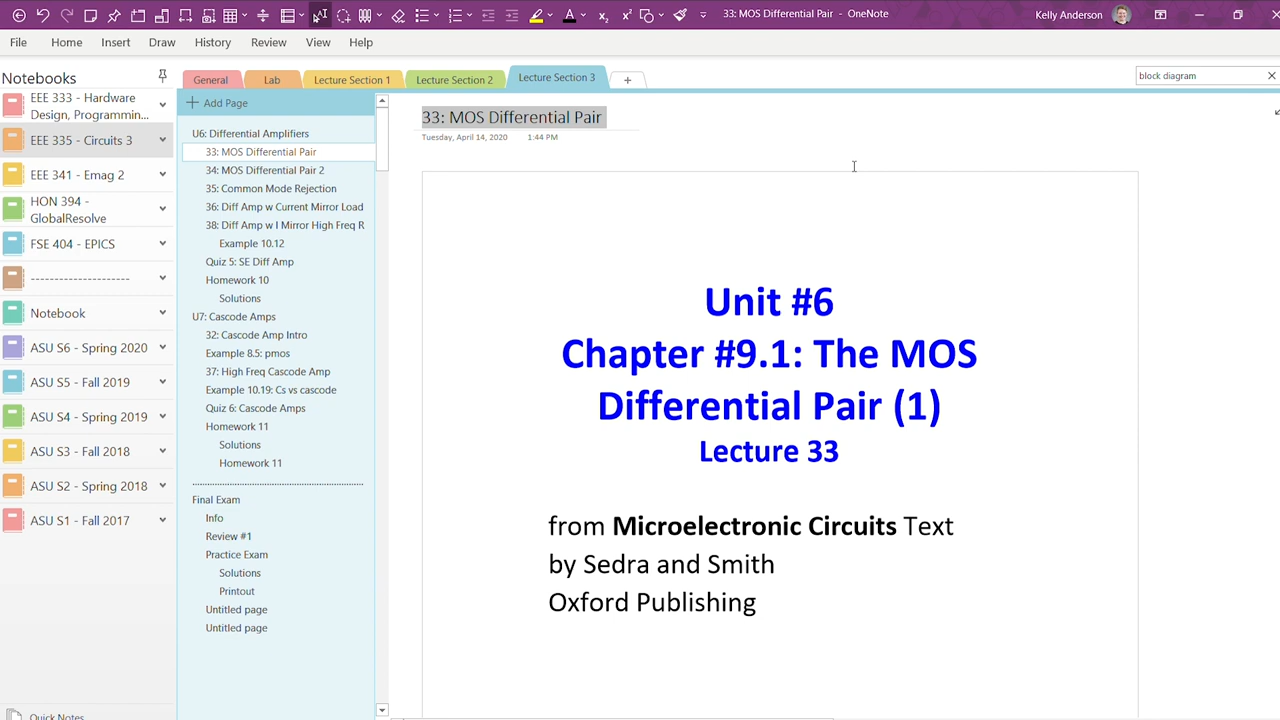 33: MOS Differential Pair - OneNote
Kelly Anderson
File
Home
Insert
Draw
History
Review
View
Help
Notebooks
EEE 333 - Hardware
Design, Programmin...
EEE 335 - Circuits 3
EEE 341 - Emag 2
HON 394 -
GlobalResolve
FSE 404 - EPICS
---------------------
Notebook
ASU S6 - Spring 2020
ASU S5 - Fall 2019
ASU S4 - Spring 2019
ASU S3 - Fall 2018
ASU S2 - Spring 2018
ASU S1 - Fall 2017
Quick Notes
General
Lab
Lecture Section 1
Lecture Section 2
Lecture Section 3
block diagram
Add Page
U6: Differential Amplifiers
33: MOS Differential Pair
34: MOS Differential Pair 2
35: Common Mode Rejection
36: Diff Amp w Current Mirror Load
38: Diff Amp w I Mirror High Freq R
Example 10.12
Quiz 5: SE Diff Amp
Homework 10
Solutions
U7: Cascode Amps
32: Cascode Amp Intro
Example 8.5: pmos
37: High Freq Cascode Amp
Example 10.19: Cs vs cascode
Quiz 6: Cascode Amps
Homework 11
Solutions
Homework 11
Final Exam
Info
Review #1
Practice Exam
Solutions
Printout
Untitled page
Untitled page
33: MOS Differential Pair
Tuesday, April 14, 2020 1:44 PM
Unit #6
Chapter #9.1: The MOS
Differential Pair (1)
Lecture 33
from Microelectronic Circuits Text
by Sedra and Smith
Oxford Publishing